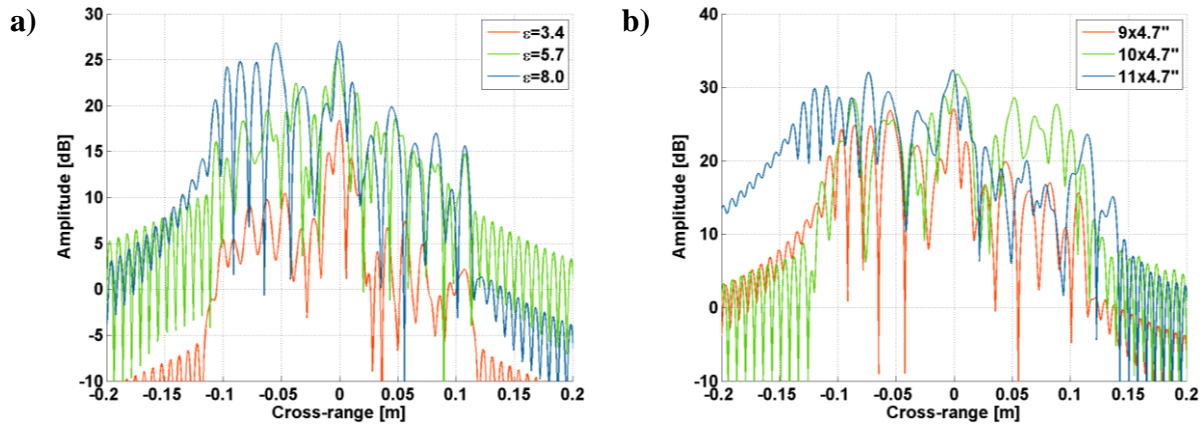 a)
30
25
20
15
10
5
0
-5
-10
Amplitude [dB]
-0.2 -0.15 -0.1 -0.05 0 0.05 0.1 0.15 0.2
Cross-range [m]
ε=3.4
ε=5.7
ε=8.0
b)
40
30
20
10
0
-10
Amplitude [dB]
-0.2 -0.15 -0.1 -0.05 0 0.05 0.1 0.15 0.2
Cross-range [m]
9x4.7"
10x4.7"
11x4.7"